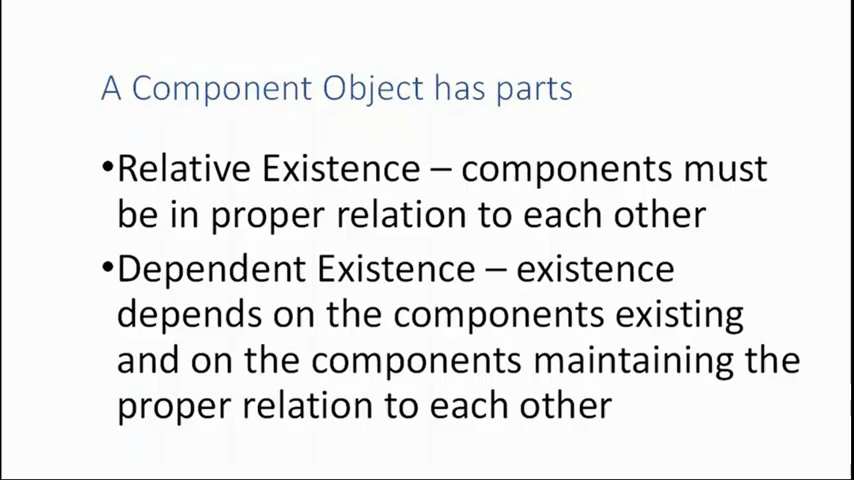 A Component Object has parts
•Relative Existence – components must
be in proper relation to each other
•Dependent Existence – existence
depends on the components existing
and on the components maintaining the
proper relation to each other